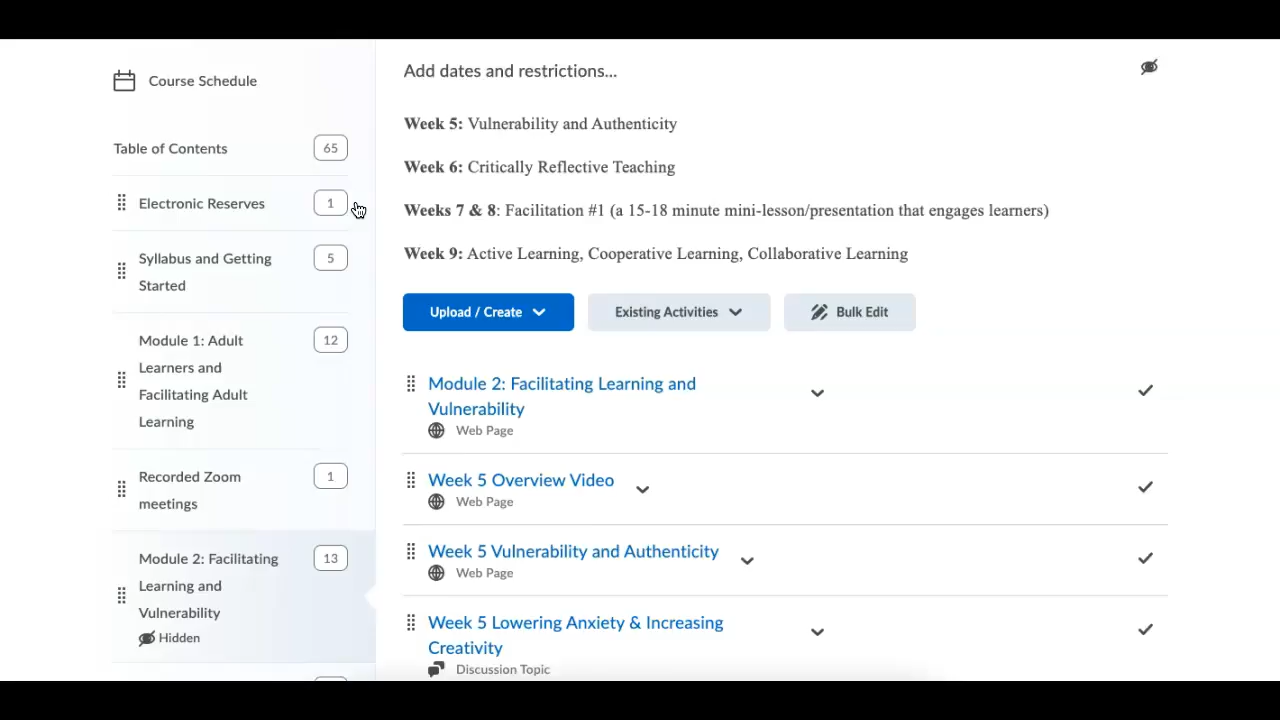 Course Schedule
Table of Contents
65
Electronic Reserves
1
Syllabus and Getting
Started
5
Module 1: Adult
Learners and
Facilitating Adult
Learning
12
Recorded Zoom
meetings
1
Module 2: Facilitating
Learning and
Vulnerability
13
Hidden
Add dates and restrictions...
Week 5: Vulnerability and Authenticity
Week 6: Critically Reflective Teaching
Weeks 7 & 8: Facilitation #1 (a 15-18 minute mini-lesson/presentation that engages learners)
Week 9: Active Learning, Cooperative Learning, Collaborative Learning
Upload / Create
Existing Activities
Bulk Edit
Module 2: Facilitating Learning and
Vulnerability
Web Page
Week 5 Overview Video
Web Page
Week 5 Vulnerability and Authenticity
Web Page
Week 5 Lowering Anxiety & Increasing
Creativity
Discussion Topic